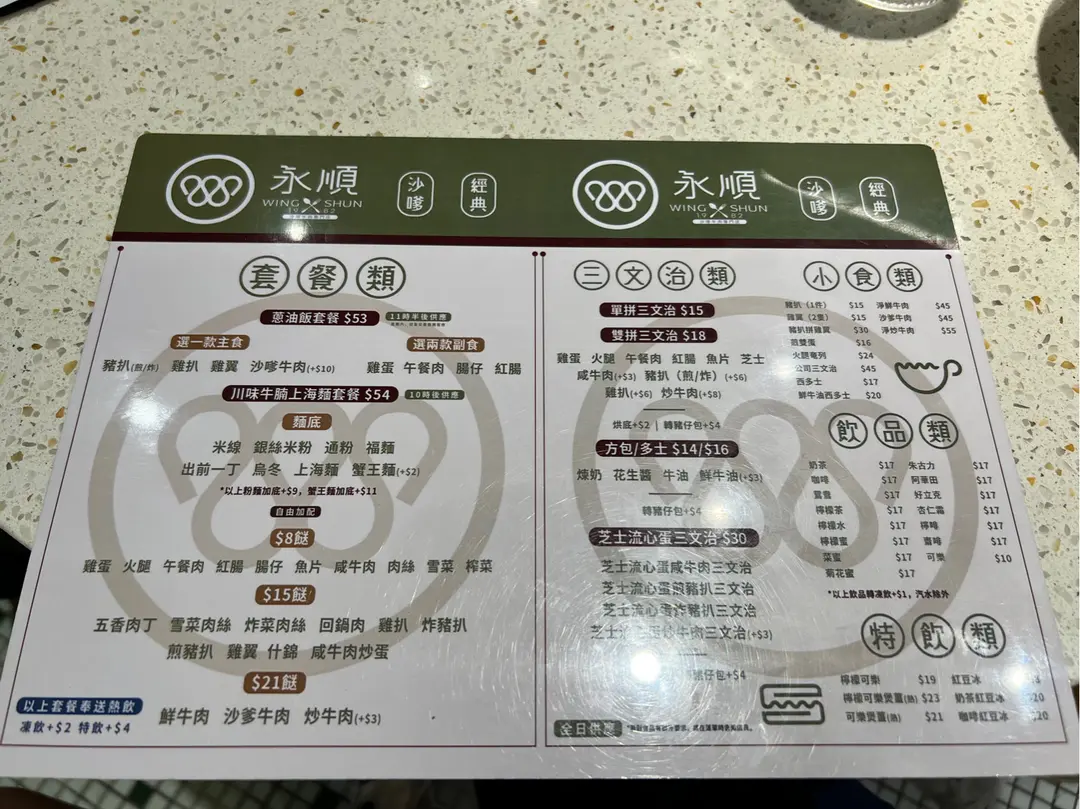 永順
WING SHUN
1982
沙嗲
經典
永順
WING SHUN
1982
沙嗲
經典
套餐類
蔥油飯套餐 $53
11時半後供應
選一款主食
選兩款副食
豬扒(煎/炸) 雞扒 雞翼 沙嗲牛肉(+$10)
雞蛋 午餐肉 腸仔 紅腸
川味牛腩上海麵套餐 $54
10時後供應
麵底
米線 銀絲米粉 通粉 福麵
出前一丁 烏冬 上海麵 蟹王麵(+$2)
*以上粉麵加底+$9，蟹王麵加底+$11
自由加配
$8餸
雞蛋 火腿 午餐肉 紅腸 腸仔 魚片 咸牛肉 肉絲 雪菜 榨菜
$15餸
五香肉丁 雪菜肉絲 炸菜肉絲 回鍋肉 雞扒 炸豬扒
煎豬扒 雞翼 什錦 咸牛肉炒蛋
$21餸
鮮牛肉 沙爹牛肉 炒牛肉(+$3)
以上套餐奉送熱飲
凍飲+$2 特飲+$4
三文治類
單拼三文治 $15
雙拼三文治 $18
雞蛋 火腿 午餐肉 紅腸 魚片 芝士
咸牛肉(+$3) 豬扒（煎/炸）(+$6)
雞扒(+$6) 炒牛肉(+$8)
烘底+$2 | 轉豬仔包+$4
方包/多士 $14/$16
煉奶 花生醬 牛油 鮮牛油(+$3)
轉豬仔包+$4
芝士流心蛋三文治 $30
芝士流心蛋咸牛肉三文治
芝士流心蛋煎豬扒三文治
芝士流心蛋炸豬扒三文治
炒牛肉三文治(+$3)
豬仔包+$4
全日供應
小食類
豬扒（1件） $15 淨鮮牛肉 $45
雞翼（2隻） $15 淨沙爹牛肉 $45
豬扒拼雞翼 $30 淨炒牛肉 $55
煎雙蛋 $16
火腿奄列 $24
公司三文治 $45
西多士 $17
鮮牛油西多士 $20
飲品類
奶茶 $17 朱古力 $17
咖啡 $17 阿華田 $17
鴛鴦 $17 好立克 $17
檸檬茶 $17 杏仁霜 $17
檸檬水 $17 檸啡 $17
檸檬蜜 $17 齋啡 $17
菜蜜 $17 可樂 $10
菊花蜜 $17
*以上飲品轉凍飲+$1，汽水除外
特飲類
檸檬可樂 $19 紅豆冰
檸檬可樂煲薑(熱) $23 奶茶紅豆冰 $20
可樂煲薑(熱) $21 咖啡紅豆冰 $20